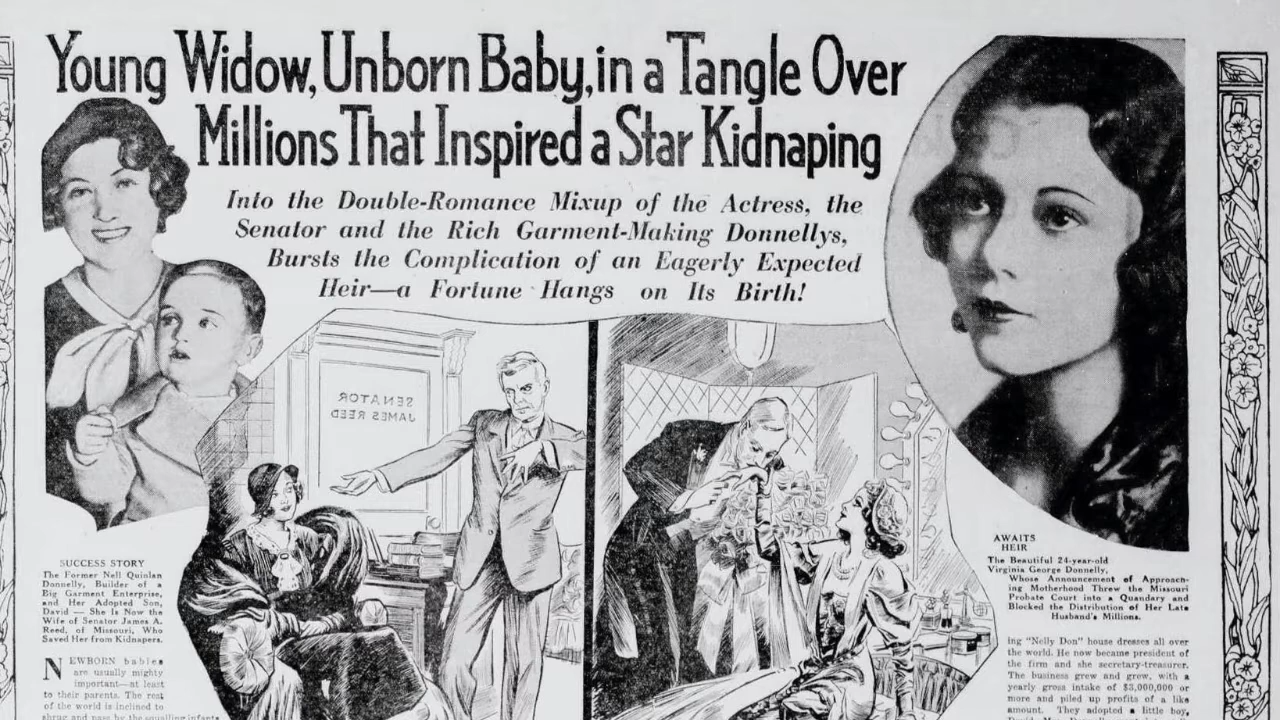 Young Widow, Unborn Baby, in a Tangle Over
Millions That Inspired a Star Kidnaping
Into the Double-Romance Mixup of the Actress, the
Senator and the Rich Garment-Making Donnellys,
Bursts the Complication of an Eagerly Expected
Heir—a Fortune Hangs on Its Birth!
SENATOR
JAMES REED
SUCCESS STORY
The Former Nell Quinlan
Donnelly, Builder of a
Big Garment Enterprise,
and Her Adopted Son,
David — She Is Now the
Wife of Senator James A.
Reed, of Missouri, Who
Saved Her from Kidnapers.
NEWBORN babies
are usually mighty
important—at least
to their parents. The rest
of the world is inclined to
shrug and pass by the squalling infants
AWAITS
HEIR
The Beautiful 24-year-old
Virginia George Donnelly,
Whose Announcement of Approach-
ing Motherhood Threw the Missouri
Probate Court into a Quandary and
Blocked the Distribution of Her Late
Husband's Millions.
ing "Nelly Don" house dresses all over
the world. He now became president of
the firm and she secretary-treasurer.
The business grew and grew, with a
yearly gross intake of $3,000,000 or
more and piled up profits of a like
amount. They adopted a little boy,